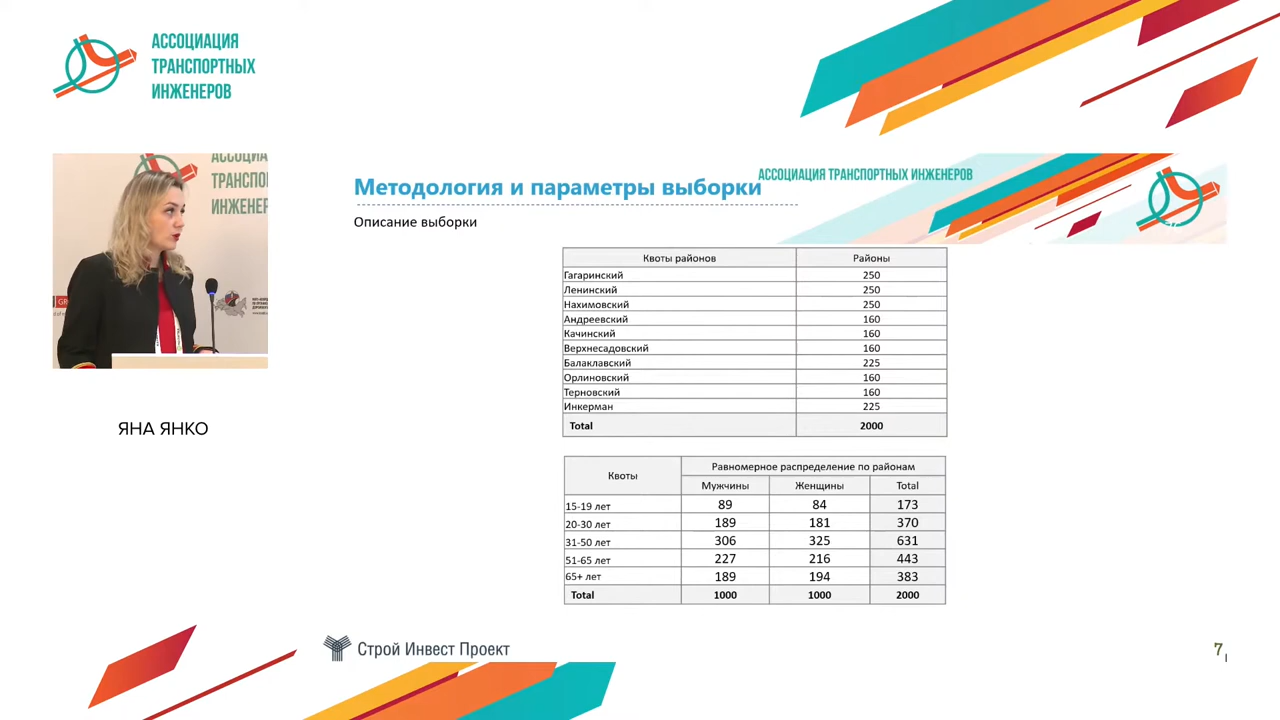 АССОЦИАЦИЯ
ТРАНСПОРТНЫХ
ИНЖЕНЕРОВ
АССОЦИАЦИЯ ТРАНСПОРТНЫХ ИНЖЕНЕРОВ
Методология и параметры выборки
Описание выборки
Квоты районов Районы
Гагаринский 250
Ленинский 250
Нахимовский 250
Андреевский 160
Качинский 160
Верхнесадовский 160
Балаклавский 225
Орлиновский 160
Терновский 160
Инкерман 225
Total 2000
ЯНА ЯНКО
Квоты Равномерное распределение по районам
Мужчины Женщины Total
15-19 лет 89 84 173
20-30 лет 189 181 370
31-50 лет 306 325 631
51-65 лет 227 216 443
65+ лет 189 194 383
Total 1000 1000 2000
Строй Инвест Проект
7